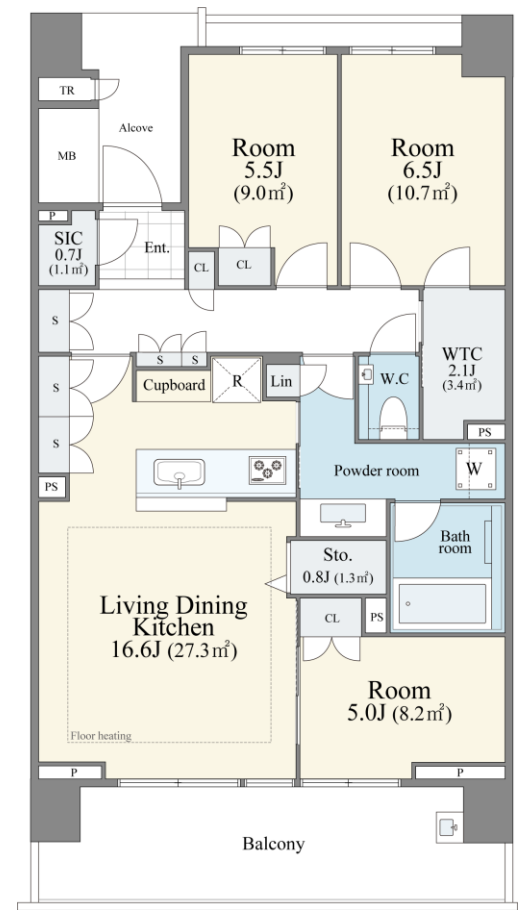 TR
MB
Alcove
Room
5.5J
(9.0㎡)
Room
6.5J
(10.7㎡)
P
SIC
0.7J
(1.1㎡)
Ent.
CL
CL
S
S
S
WTC
2.1J
(3.4㎡)
S
S
Cupboard
R
Lin
W.C
PS
PS
Powder room
W
Bath
room
Sto.
0.8J (1.3㎡)
Living Dining
Kitchen
16.6J (27.3㎡)
CL
PS
Room
5.0J (8.2㎡)
Floor heating
P
P
Balcony